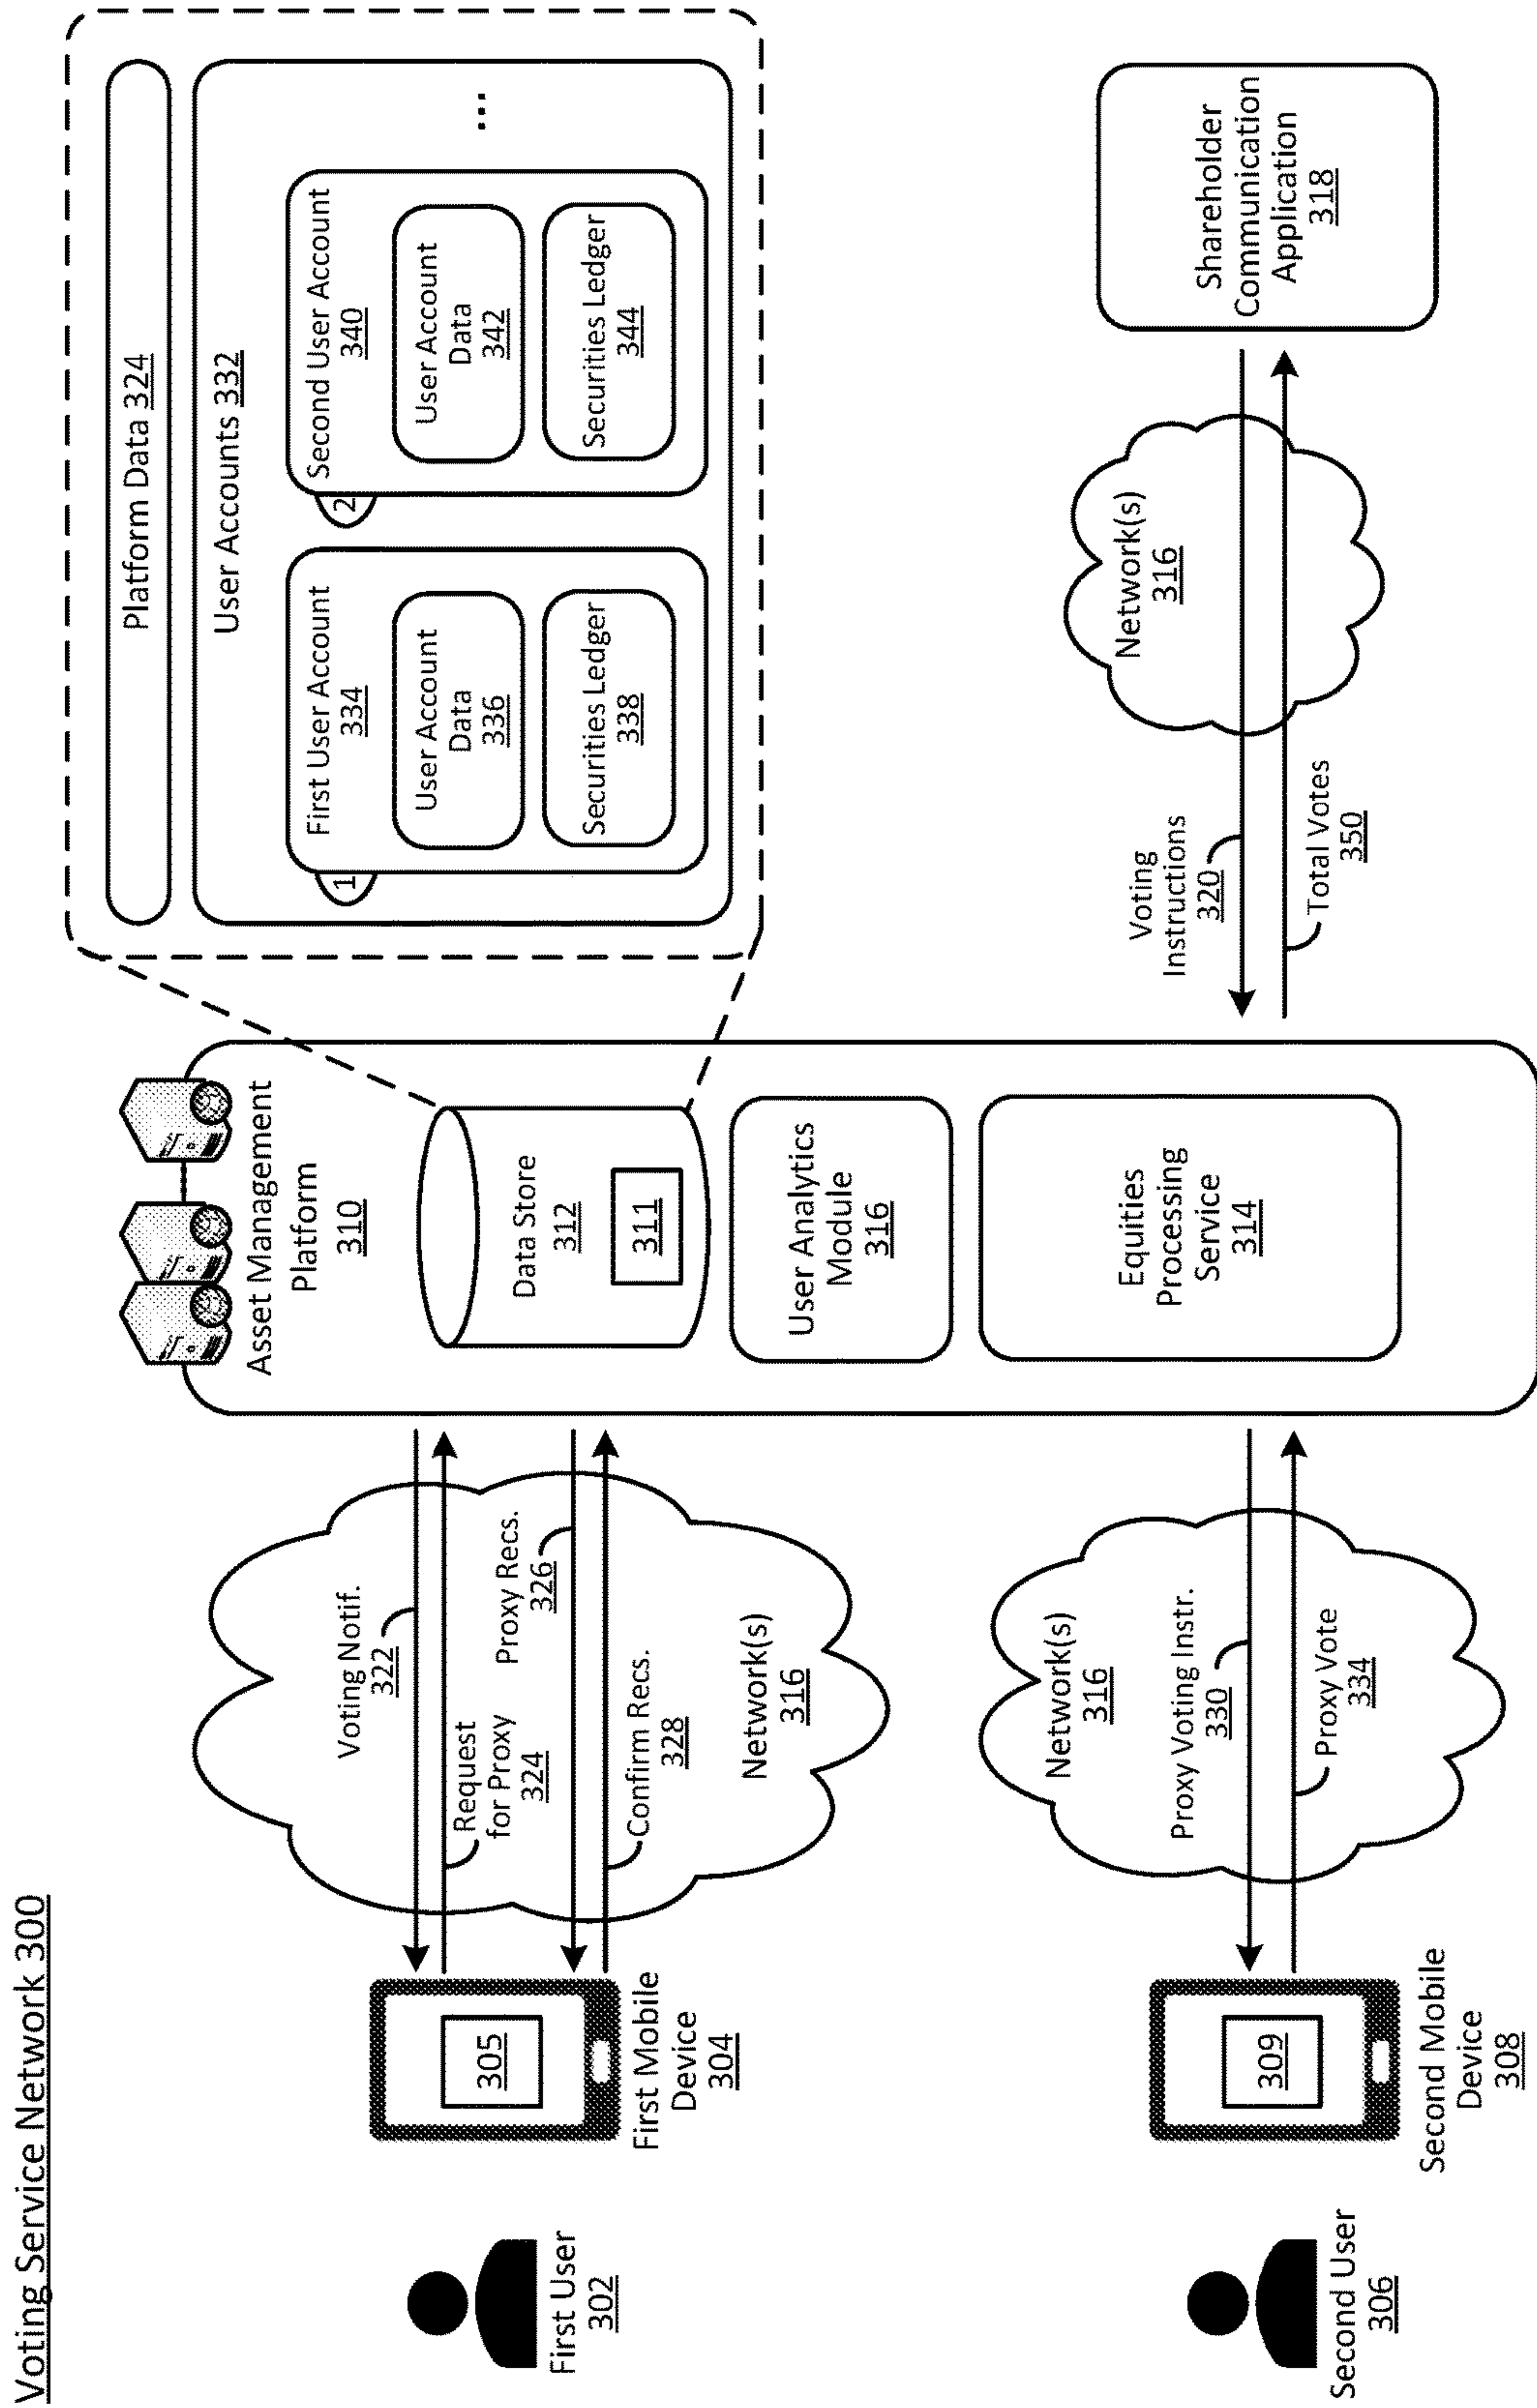 Voting Service Network 300
First User
302
305
First Mobile
Device
304
Voting Notif.
322
Request
for Proxy
324
Proxy Recs.
326
Confirm Recs.
328
Network(s)
316
Second User
306
309
Second Mobile
Device
308
Network(s)
316
Proxy Voting Instr.
330
Proxy Vote
334
Asset Management
Platform
310
Data Store
312
311
User Analytics
Module
316
Equities
Processing
Service
314
Platform Data 324
User Accounts 332
1
First User Account
334
User Account
Data
336
Securities Ledger
338
2
Second User Account
340
User Account
Data
342
Securities Ledger
344
...
Voting
Instructions
320
Total Votes
350
Network(s)
316
Shareholder
Communication
Application
318